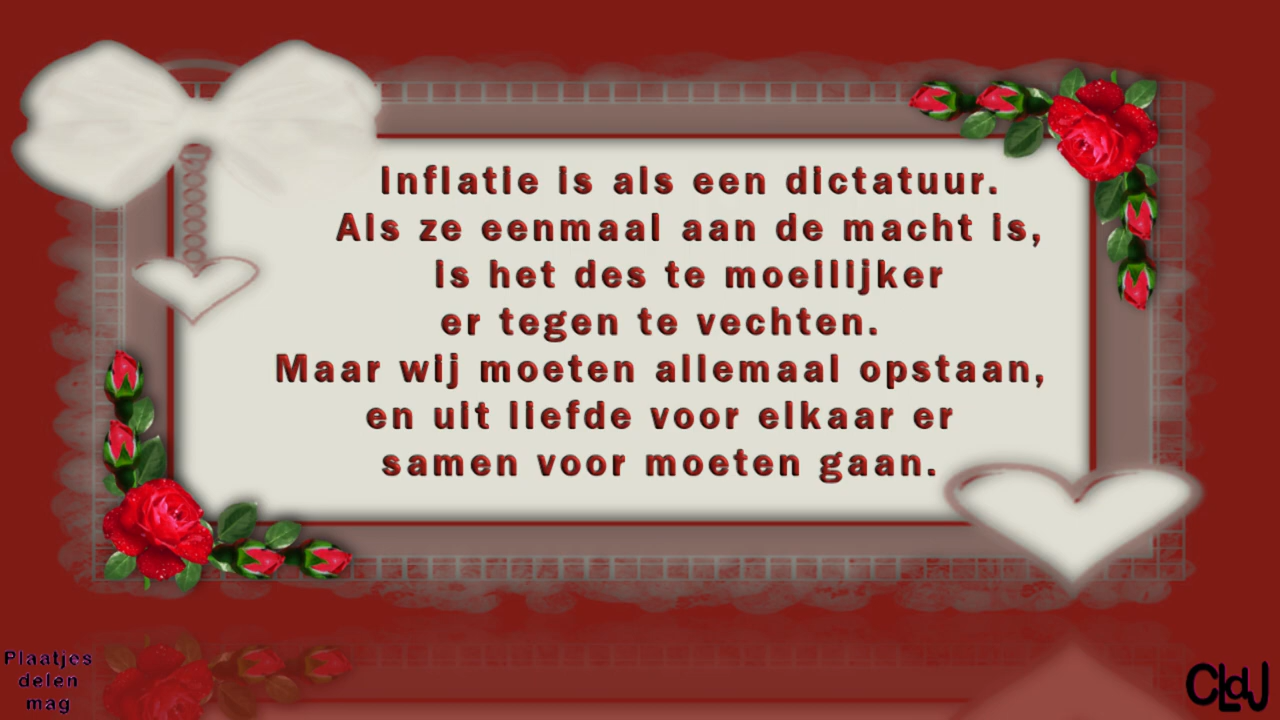 Inflatie is als een dictatuur.
Als ze eenmaal aan de macht is,
is het des te moeilijker
er tegen te vechten.
Maar wij moeten allemaal opstaan,
en uit liefde voor elkaar er
samen voor moeten gaan.
Plaatjes
delen
mag
CLdJ